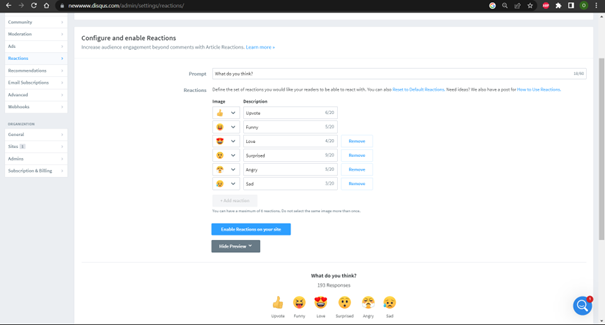 newwww.disqus.com/admin/settings/reactions/
Community
Moderation
Ads
Reactions
Recommendations
Email Subscriptions
Advanced
Webhooks
ORGANIZATION
General
Sites
Admins
Subscription & Billing
Configure and enable Reactions
Increase audience engagement beyond comments with Article Reactions. Learn more »
Prompt
What do you think?
Reactions
Define the set of reactions you would like your readers to be able to react with. You can also Reset to Default Reactions. Need ideas? We also have a post for How to Use Reactions.
Image Description
Upvote 6/20
Funny
Love 4/20 Remove
Surprised 9/20 Remove
Angry 5/20 Remove
Sad 3/20 Remove
+ Add reaction
You can have a maximum of 6 reactions. Do not select the same image more than once.
Enable Reactions on your site
Hide Preview
What do you think?
193 Responses
Upvote Funny Love Surprised Angry Sad
1